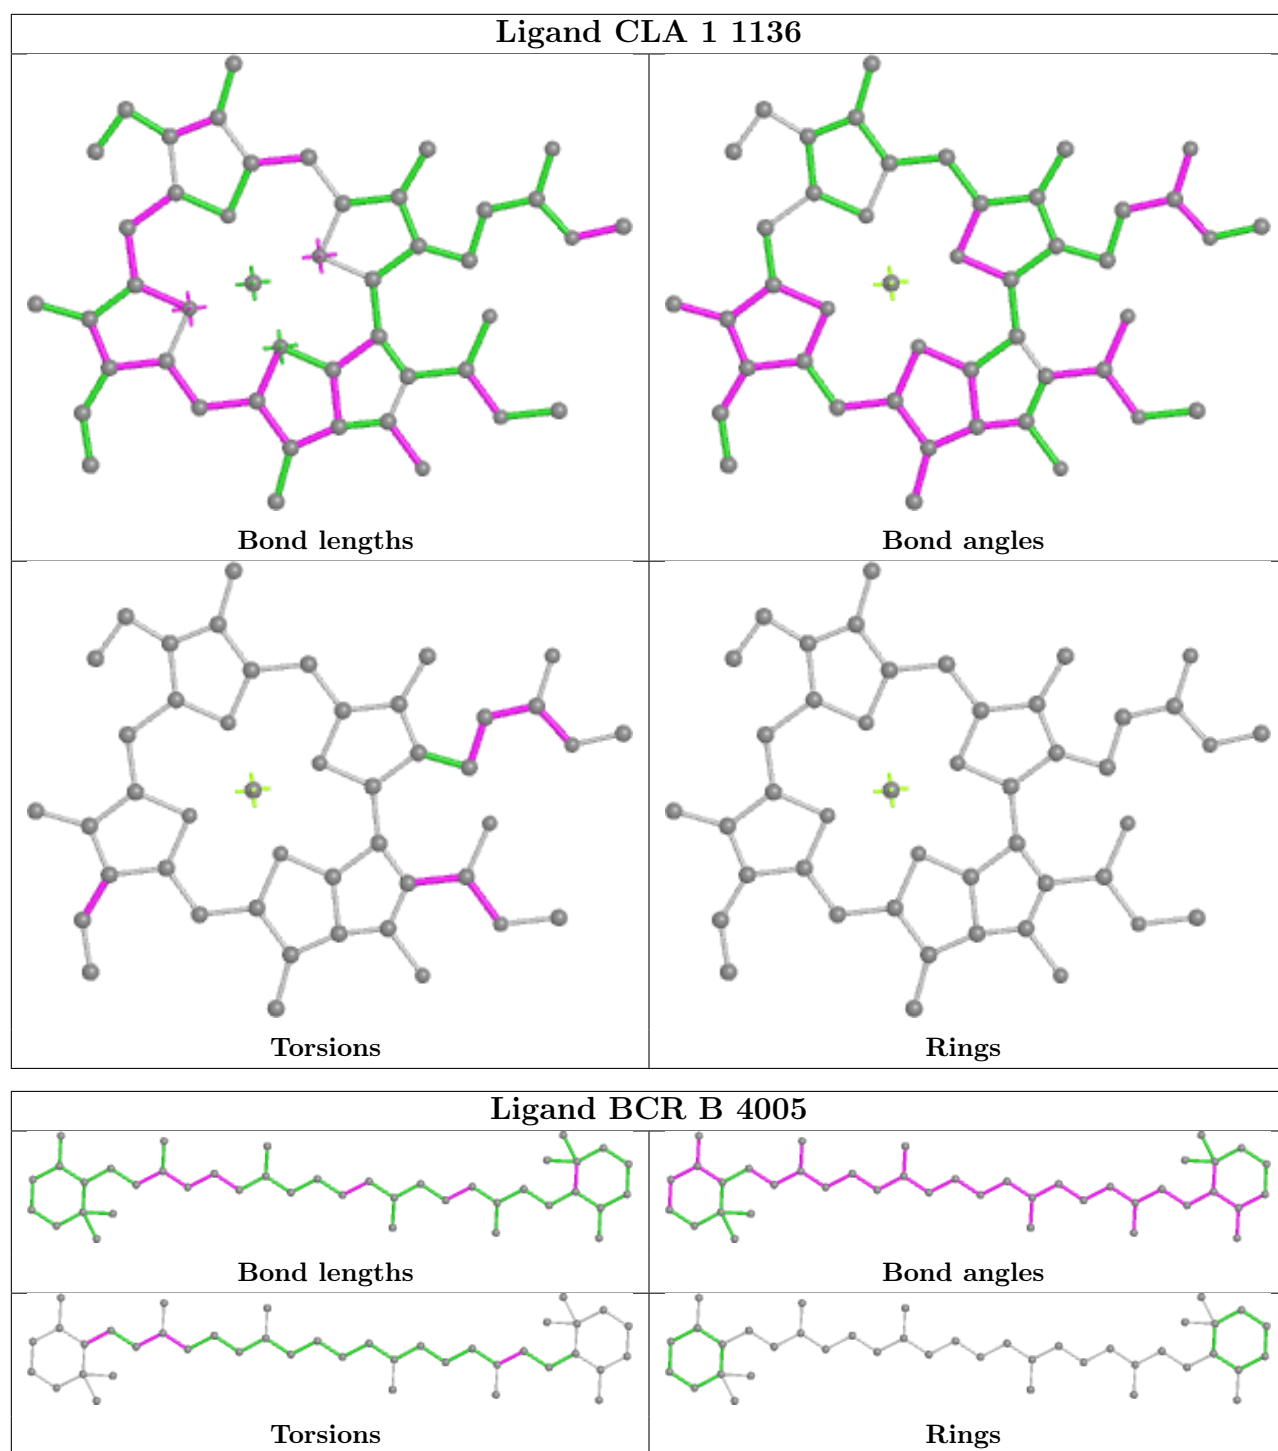 Ligand CLA 1 1136
Bond lengths
Bond angles
Torsions
Rings
Ligand BCR B 4005
Bond lengths
Bond angles
Torsions
Rings